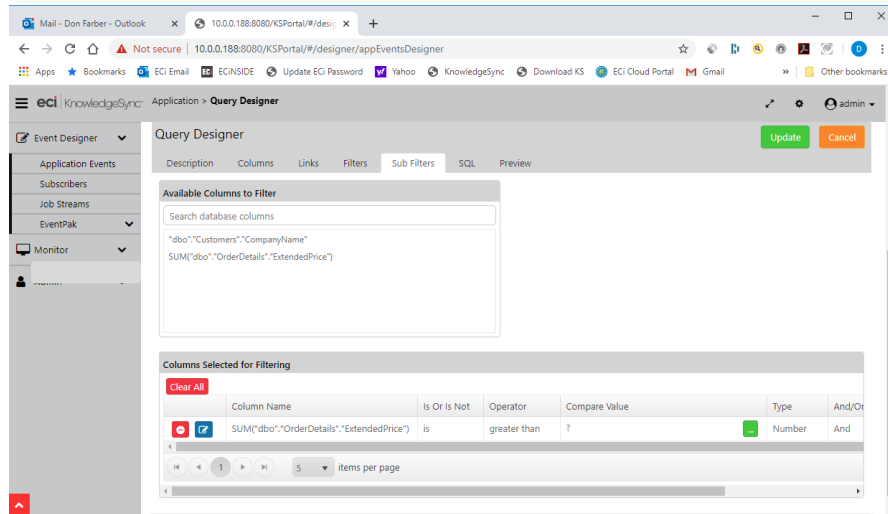 Mail - Don Farber - Outlook
10.0.0.188:8080/KSPortal/#/desig
Not secure | 10.0.0.188:8080/KSPortal/#/designer/appEventsDesigner
Apps Bookmarks ECi Email ECiNSIDE Update ECi Password Yahoo KnowledgeSync Download KS ECi Cloud Portal Gmail » Other bookmarks
eci KnowledgeSync Application > Query Designer admin
Event Designer
Application Events
Subscribers
Job Streams
EventPak
Monitor
Query Designer
Update Cancel
Description Columns Links Filters Sub Filters SQL Preview
Available Columns to Filter
Search database columns
"dbo"."Customers"."CompanyName"
SUM("dbo"."OrderDetails"."ExtendedPrice")
Columns Selected for Filtering
Clear All
Column Name Is Or Is Not Operator Compare Value Type And/Or
SUM("dbo"."OrderDetails"."ExtendedPrice") is greater than ? ... Number And
1 5 items per page